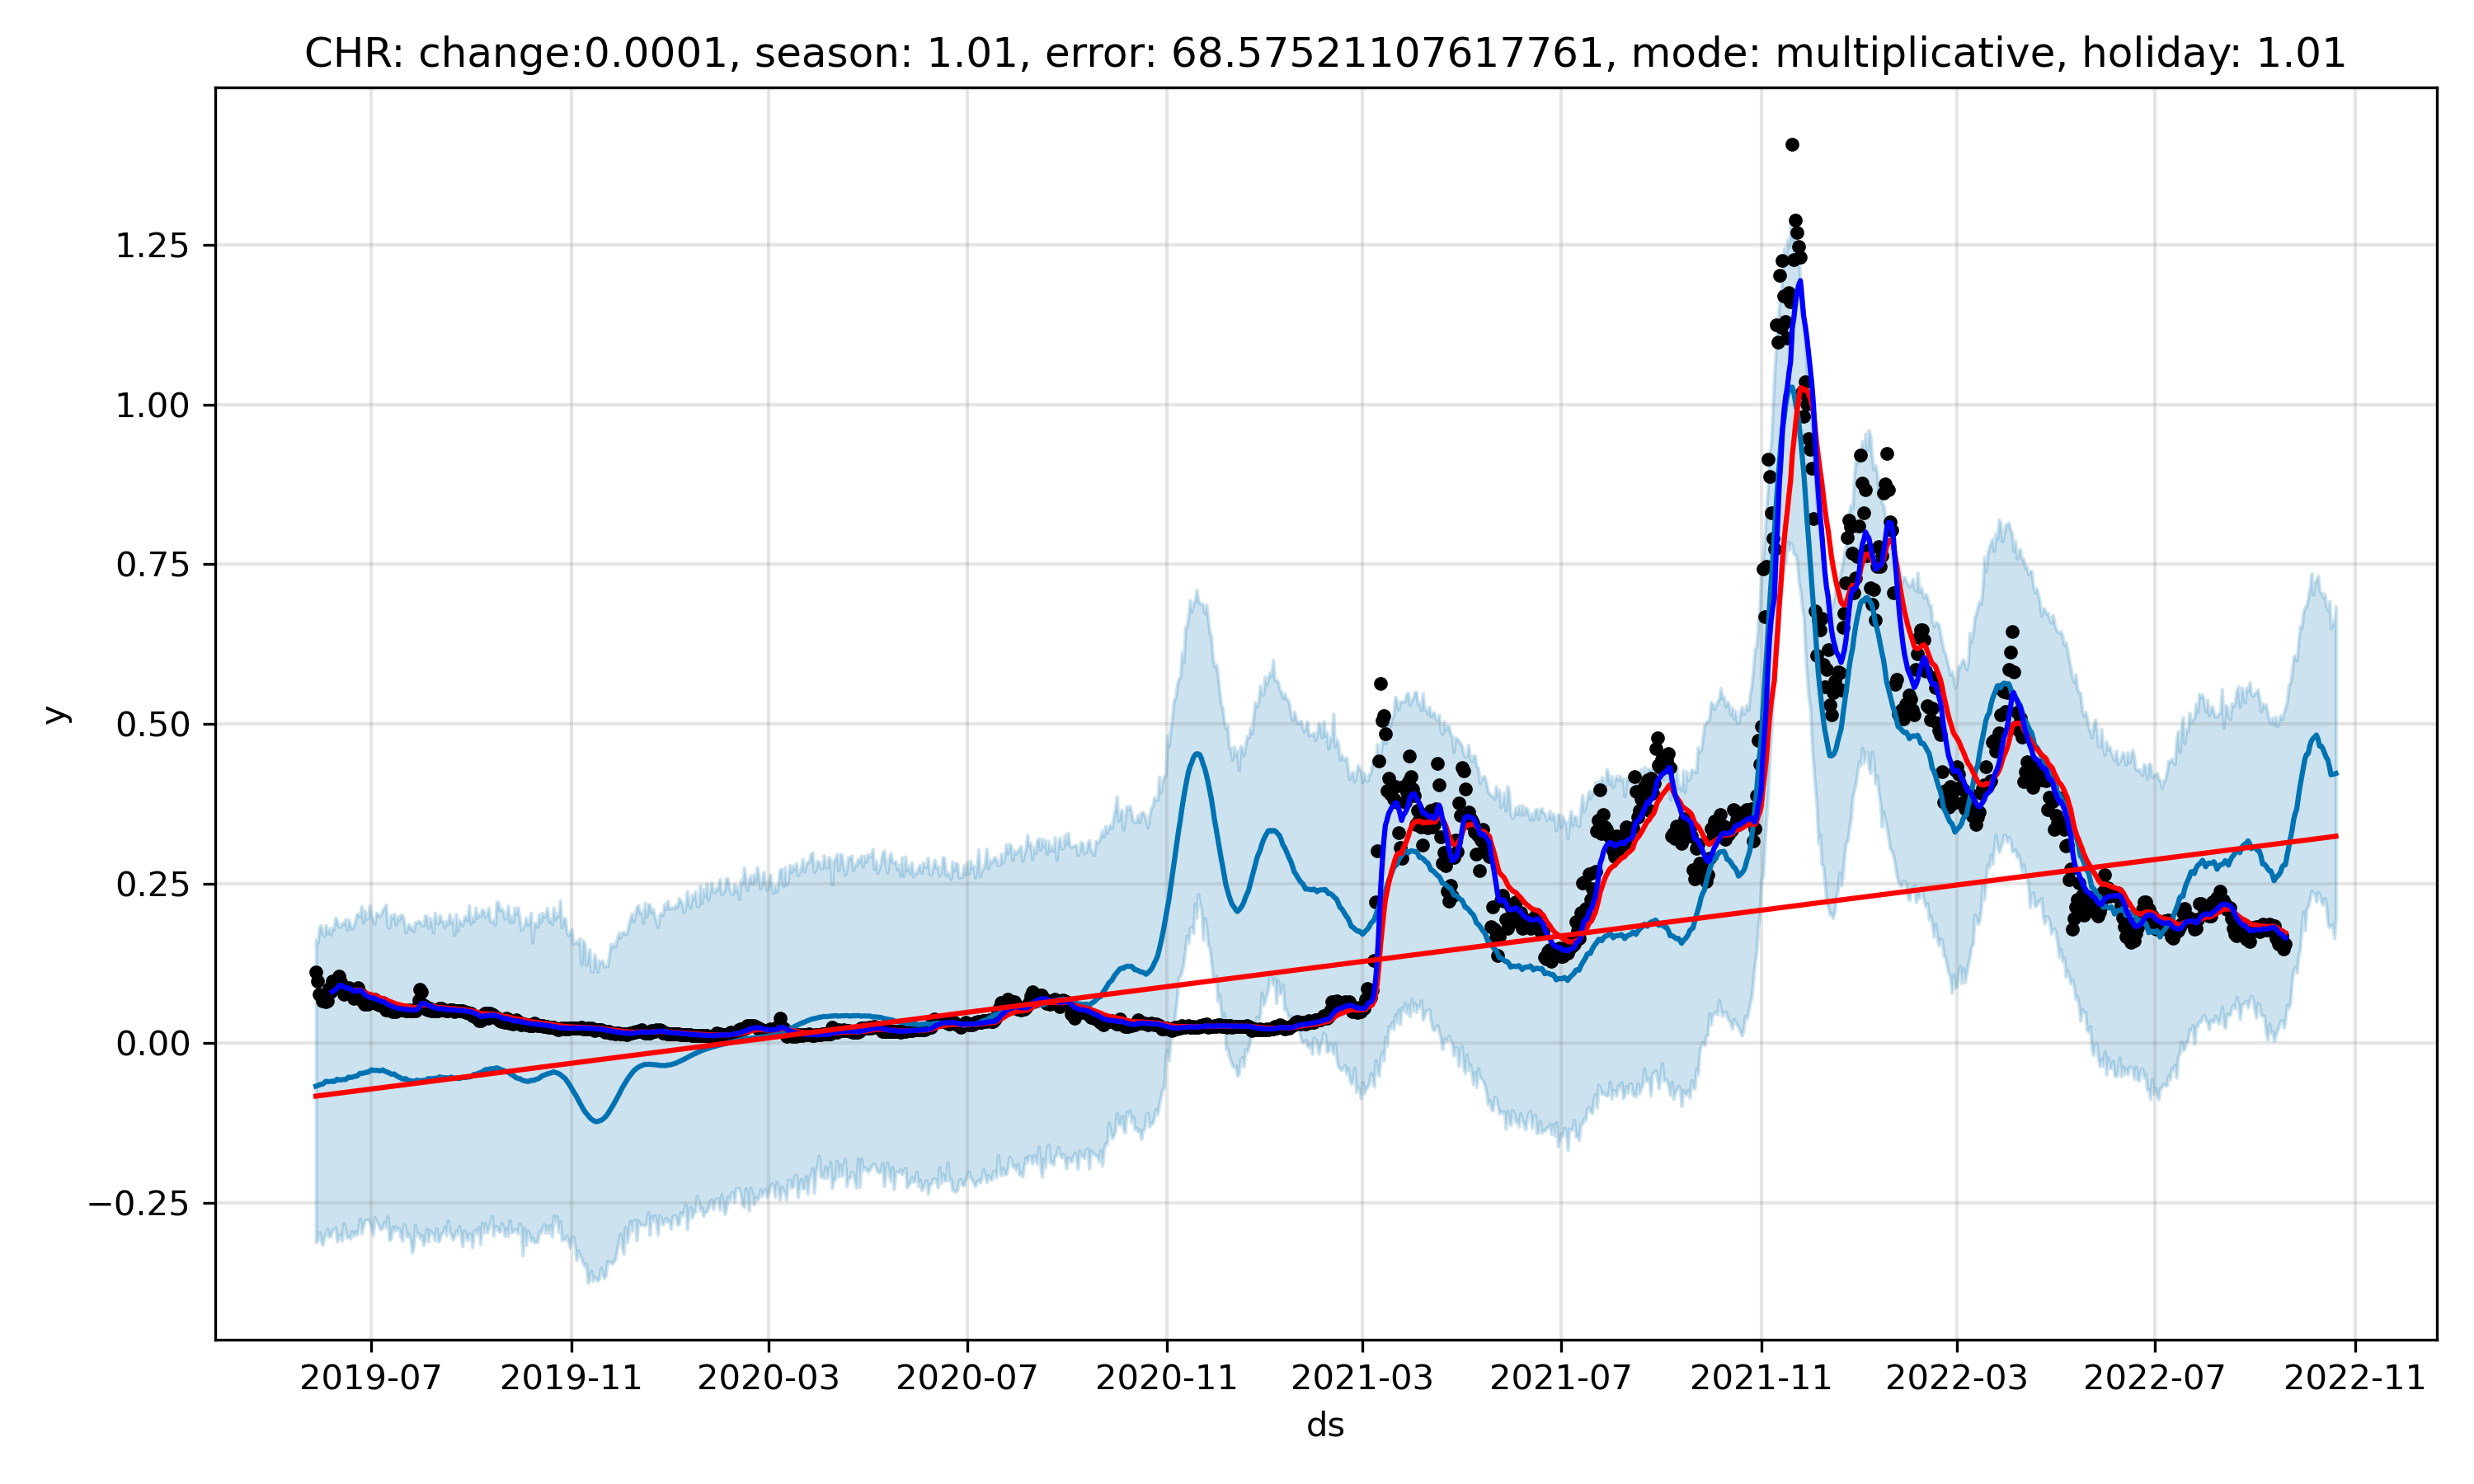 CHR: change:0.0001, season: 1.01, error: 68.57521107617761, mode: multiplicative, holiday: 1.01
y
1.25
1.00
0.75
0.50
0.25
0.00
−0.25
2019-07 2019-11 2020-03 2020-07 2020-11 2021-03 2021-07 2021-11 2022-03 2022-07 2022-11
ds